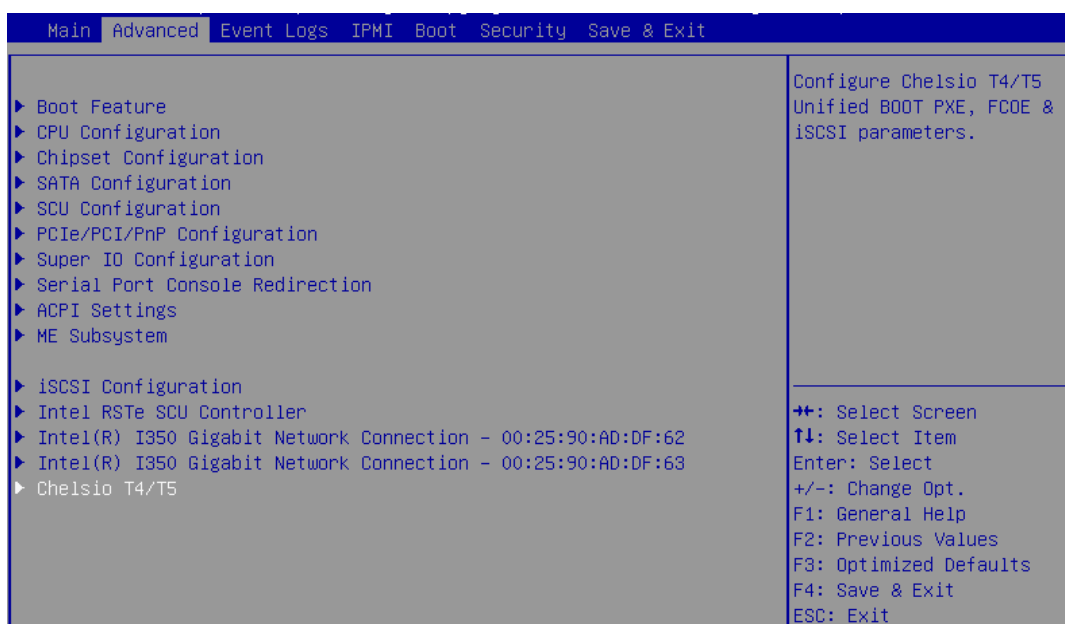 Main Advanced Event Logs IPMI Boot Security Save & Exit
▶ Boot Feature
▶ CPU Configuration
▶ Chipset Configuration
▶ SATA Configuration
▶ SCU Configuration
▶ PCIe/PCI/PnP Configuration
▶ Super IO Configuration
▶ Serial Port Console Redirection
▶ ACPI Settings
▶ ME Subsystem
▶ iSCSI Configuration
▶ Intel RSTe SCU Controller
▶ Intel(R) I350 Gigabit Network Connection - 00:25:90:AD:DF:62
▶ Intel(R) I350 Gigabit Network Connection - 00:25:90:AD:DF:63
▶ Chelsio T4/T5
Configure Chelsio T4/T5
Unified BOOT PXE, FCOE &
iSCSI parameters.
→←: Select Screen
↑↓: Select Item
Enter: Select
+/-: Change Opt.
F1: General Help
F2: Previous Values
F3: Optimized Defaults
F4: Save & Exit
ESC: Exit